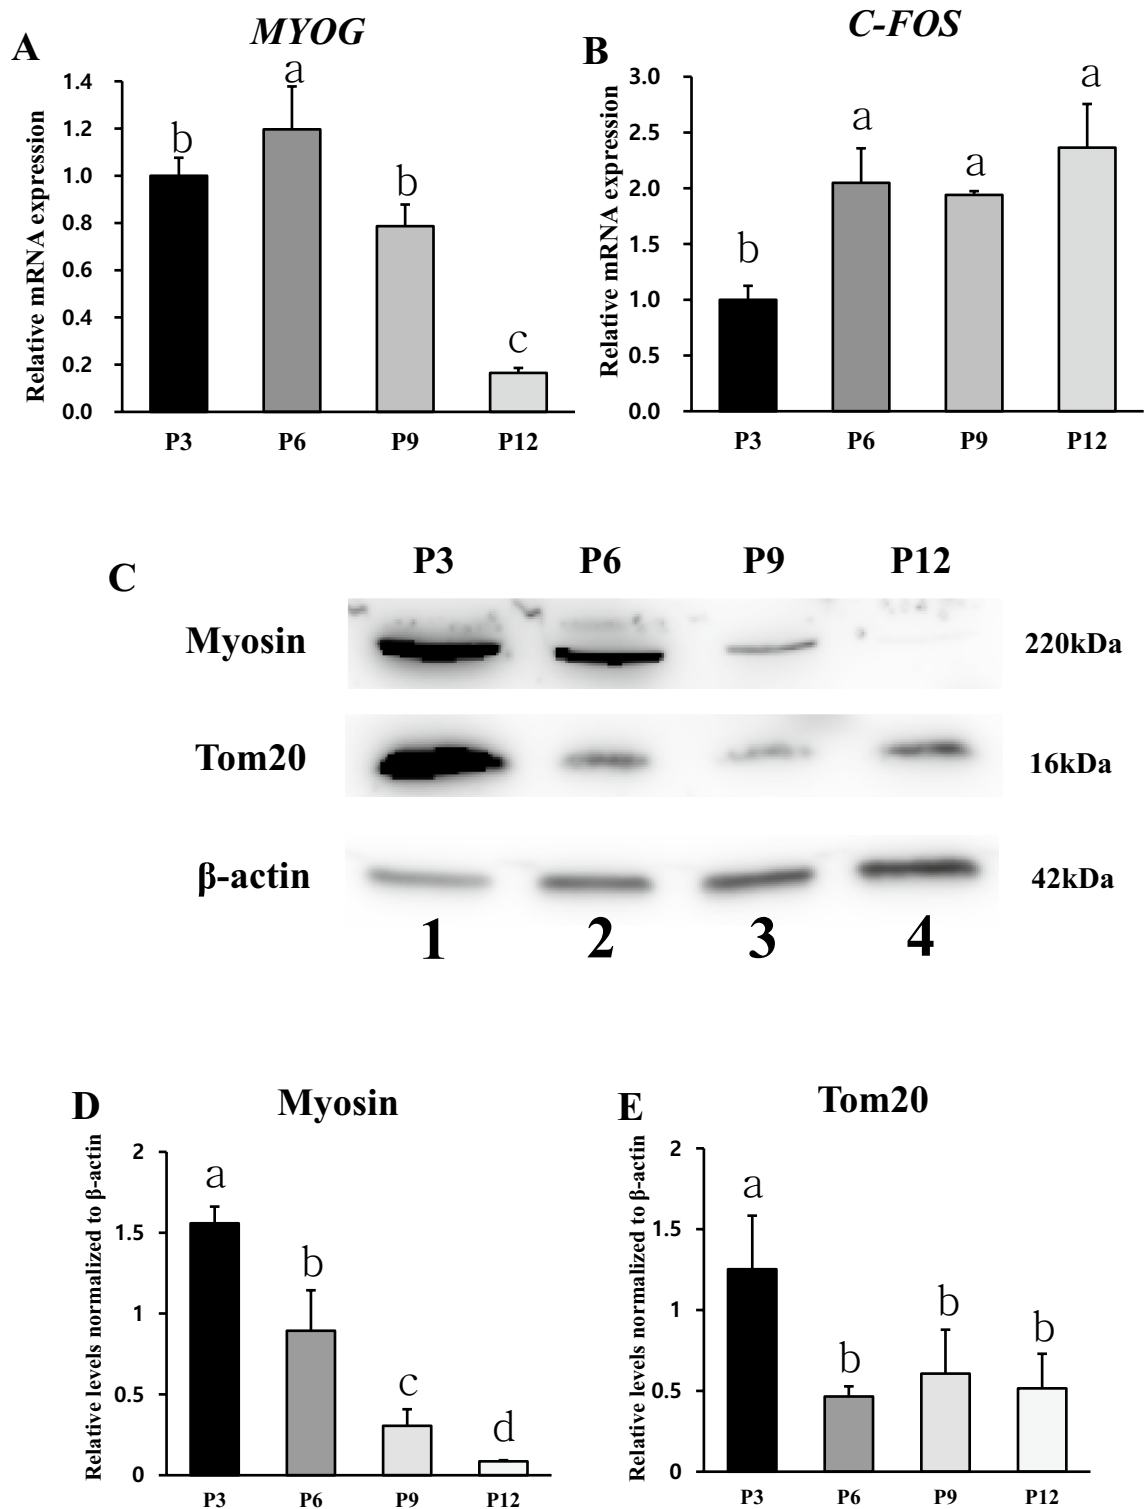 A
MYOG
Relative mRNA expression
1.4
1.2
1.0
0.8
0.6
0.4
0.2
0.0
b
a
b
c
P3 P6 P9 P12
B
C-FOS
Relative mRNA expression
3.0
2.5
2.0
1.5
1.0
0.5
0.0
b
a
a
a
P3 P6 P9 P12
C
P3 P6 P9 P12
Myosin 220kDa
Tom20 16kDa
β-actin 42kDa
1 2 3 4
D
Myosin
Relative levels normalized to β-actin
2
1.5
1
0.5
0
a
b
c
d
P3 P6 P9 P12
E
Tom20
Relative levels normalized to β-actin
2
1.5
1
0.5
0
a
b
b
b
P3 P6 P9 P12